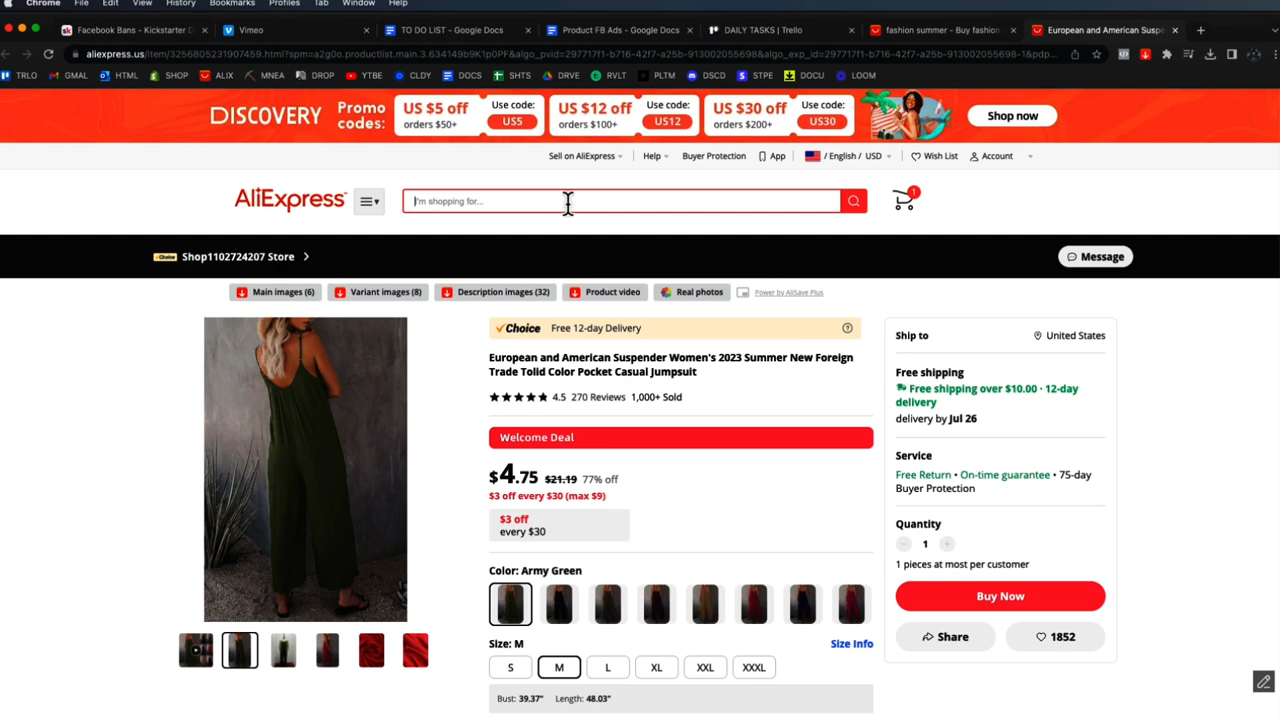 Chrome File Edit View History Bookmarks Profiles Tab Window Help
Facebook Bans - Kickstarter D
Vimeo
TO DO LIST - Google Docs
Product FB Ads - Google Docs
DAILY TASKS | Trello
fashion summer - Buy fashion
European and American Suspe
aliexpress.us/item/3256805231907459.html?spm=a2g0o.productlist.main.3.634149b9K1p0PF&algo_pvid=297717f1-b716-42f7-a25b-913002055698&algo_exp_id=297717f1-b716-42f7-a25b-913002055698-1&pdp...
TRLO GMAL HTML SHOP ALIX MNEA DROP YTBE CLDY DOCS SHTS DRVE RVLT PLTM DSCD STPE DOCU LOOM
DISCOVERY
Promo codes:
US $5 off
orders $50+
Use code:
US5
US $12 off
orders $100+
Use code:
US12
US $30 off
orders $200+
Use code:
US30
Shop now
Sell on AliExpress Help Buyer Protection App / English / USD Wish List Account
AliExpress
I'm shopping for...
1
Choice Shop1102724207 Store
Message
Main images (6)
Variant images (8)
Description images (32)
Product video
Real photos
Power by AliSave Plus
Choice Free 12-day Delivery
European and American Suspender Women's 2023 Summer New Foreign
Trade Tolid Color Pocket Casual Jumpsuit
4.5 270 Reviews 1,000+ Sold
Welcome Deal
$4.75 $21.19 77% off
$3 off every $30 (max $9)
$3 off
every $30
Color: Army Green
Size: M
Size Info
S M L XL XXL XXXL
Bust: 39.37" Length: 48.03"
Ship to
United States
Free shipping
Free shipping over $10.00 · 12-day
delivery
delivery by Jul 26
Service
Free Return • On-time guarantee • 75-day
Buyer Protection
Quantity
1
1 pieces at most per customer
Buy Now
Share
1852